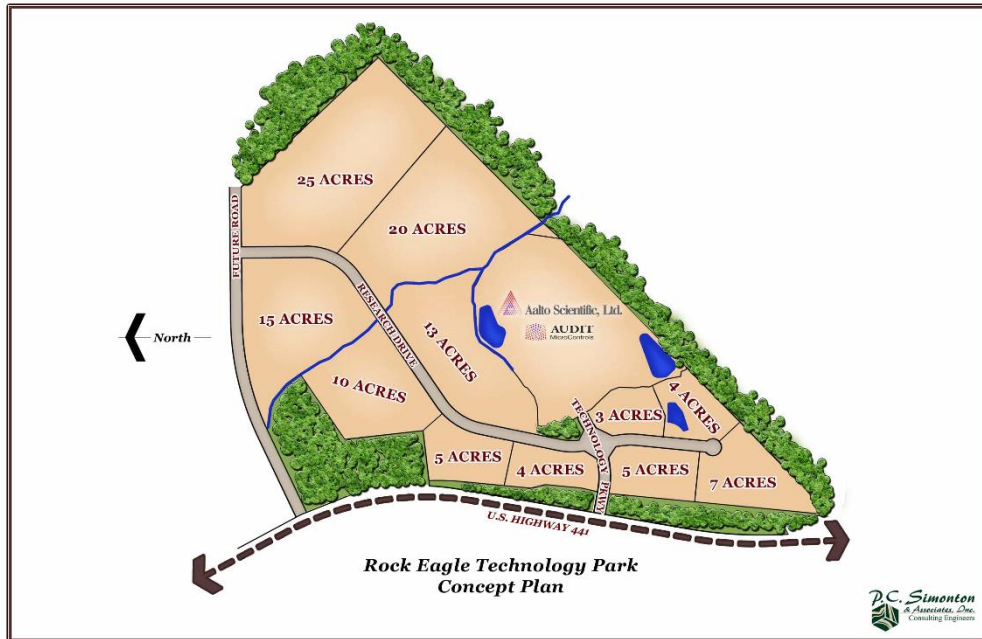 25 ACRES
20 ACRES
FUTURE ROAD
RESEARCH DRIVE
15 ACRES
Aalto Scientific, Ltd.
AUDIT
MicroControls
North
13 ACRES
10 ACRES
4 ACRES
3 ACRES
TECHNOLOGY PKWY
5 ACRES
4 ACRES
5 ACRES
7 ACRES
U.S. HIGHWAY 441
Rock Eagle Technology Park
Concept Plan
P.C. Simonton
& Associates, Inc.
Consulting Engineers